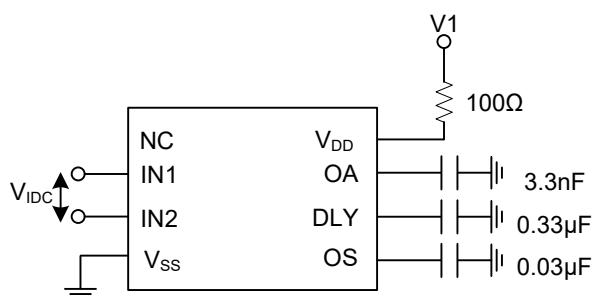 V1
100Ω
NC
VDD
IN1
OA
3.3nF
VIDC
IN2
DLY
0.33μF
VSS
OS
0.03μF